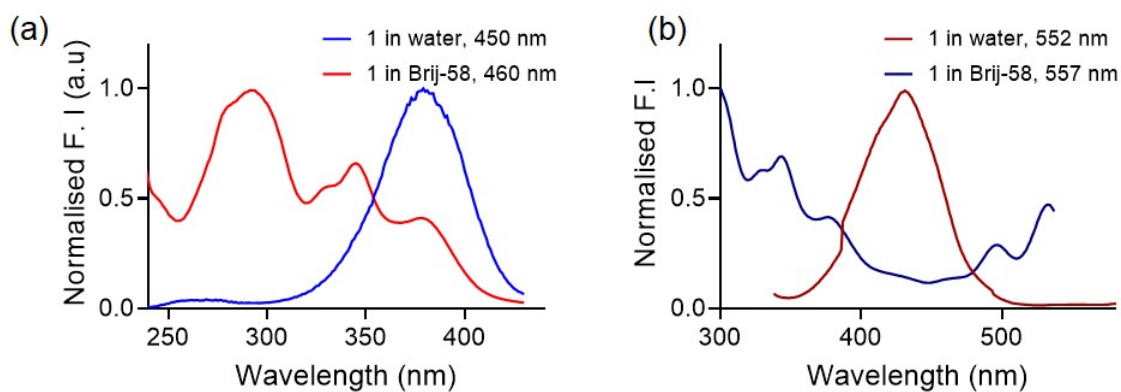 (a)
1 in water, 450 nm
1 in Brij-58, 460 nm
Normalised F. I (a.u)
1.0
0.5
0.0
250 300 350 400
Wavelength (nm)
(b)
1 in water, 552 nm
1 in Brij-58, 557 nm
Normalised F.I
1.0
0.5
0.0
300 400 500
Wavelength (nm)